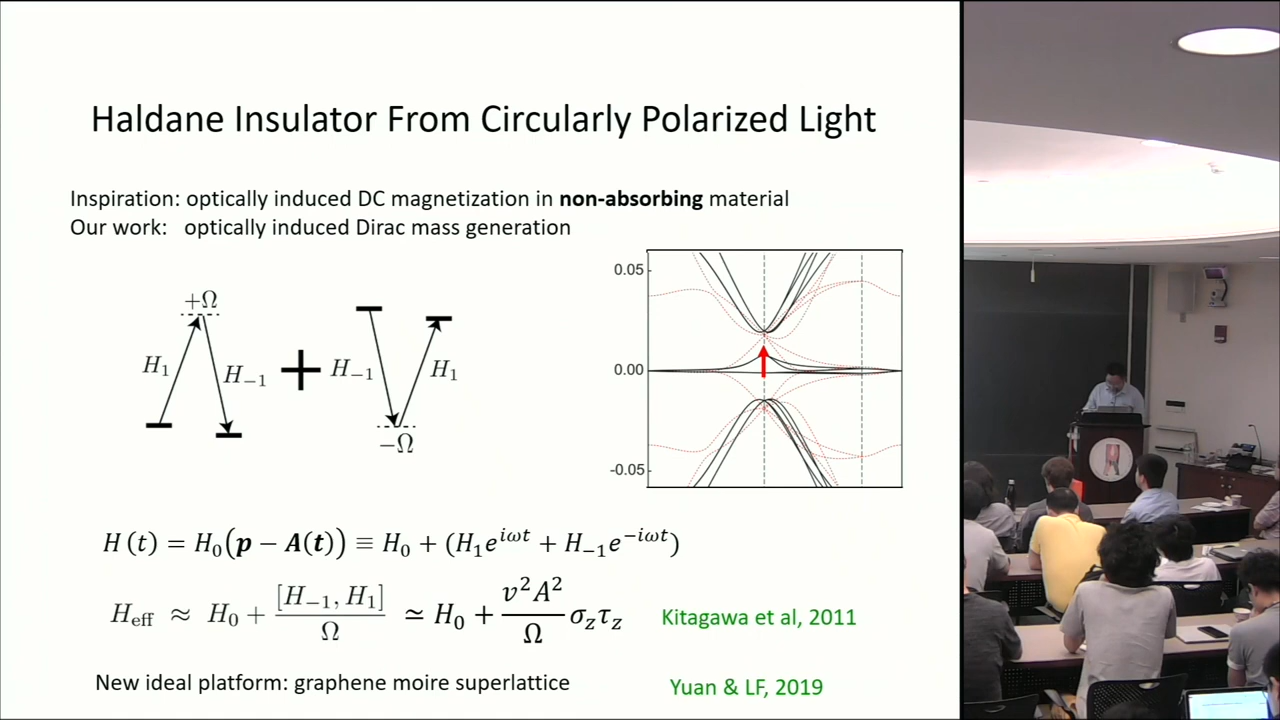 Haldane Insulator From Circularly Polarized Light
Inspiration: optically induced DC magnetization in non-absorbing material
Our work: optically induced Dirac mass generation
+Ω
H₁
H₋₁
+
H₋₁
H₁
−Ω
0.05
0.00
-0.05
H(t) = H₀(p − A(t)) ≡ H₀ + (H₁e^{iωt} + H₋₁e^{−iωt})
H_eff ≈ H₀ + [H₋₁, H₁]/Ω ≃ H₀ + v²A²/Ω σ_zτ_z
Kitagawa et al, 2011
New ideal platform: graphene moire superlattice
Yuan & LF, 2019